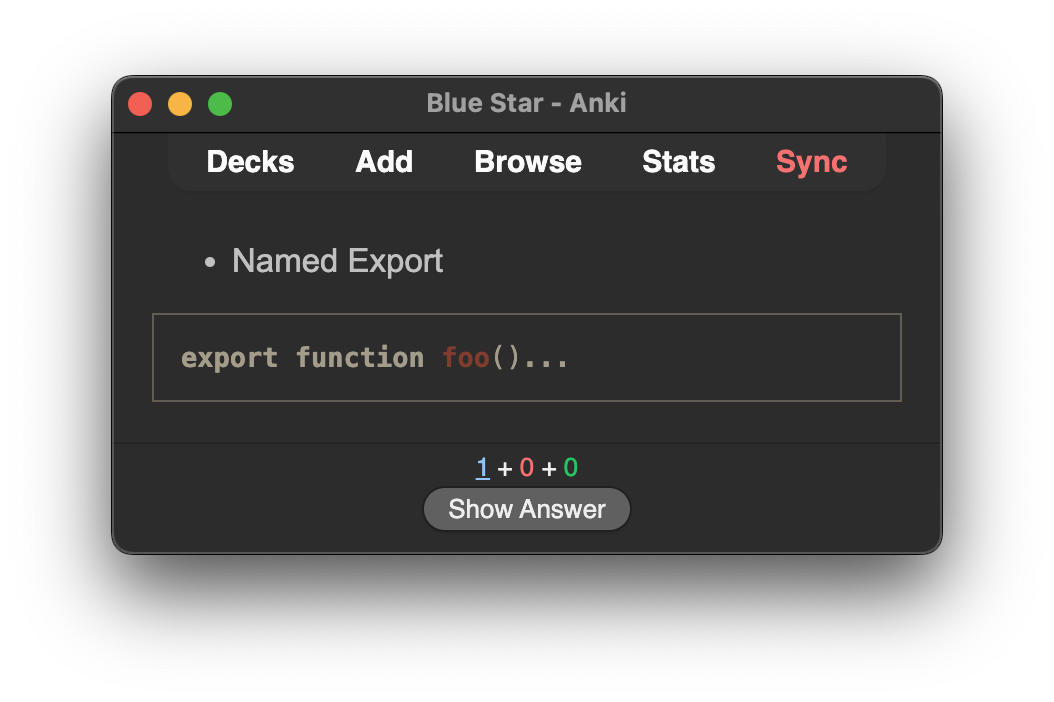 Blue Star - Anki
Decks Add Browse Stats Sync
• Named Export
export function foo()...
1 + 0 + 0
Show Answer